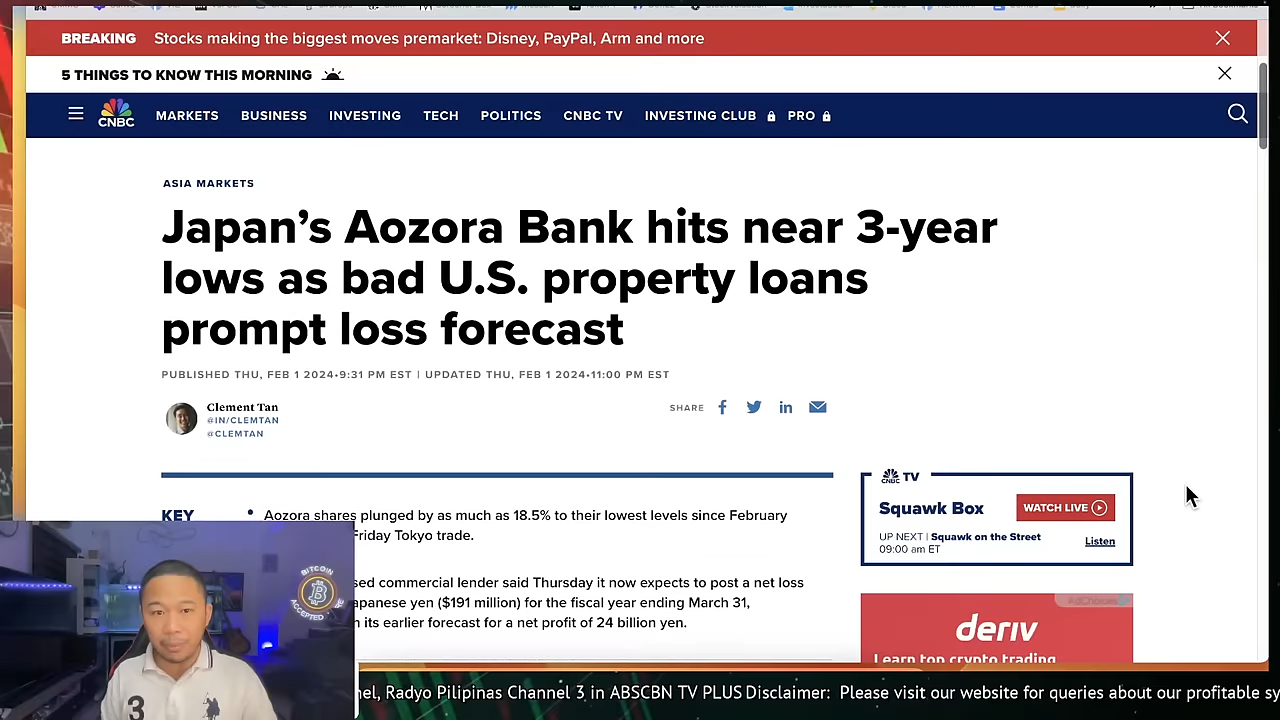 BREAKING Stocks making the biggest moves premarket: Disney, PayPal, Arm and more
5 THINGS TO KNOW THIS MORNING
CNBC MARKETS BUSINESS INVESTING TECH POLITICS CNBC TV INVESTING CLUB PRO
ASIA MARKETS
Japan’s Aozora Bank hits near 3-year
lows as bad U.S. property loans
prompt loss forecast
PUBLISHED THU, FEB 1 2024•9:31 PM EST | UPDATED THU, FEB 1 2024•11:00 PM EST
Clement Tan
@IN/CLEMTAN
@CLEMTAN
SHARE
KEY
• Aozora shares plunged by as much as 18.5% to their lowest levels since February
Friday Tokyo trade.
sed commercial lender said Thursday it now expects to post a net loss
apanese yen ($191 million) for the fiscal year ending March 31,
its earlier forecast for a net profit of 24 billion yen.
CNBC TV
Squawk Box
WATCH LIVE
UP NEXT | Squawk on the Street
09:00 am ET
Listen
AdChoices
deriv
Learn top crypto trading
BITCOIN
B
ACCEPTED
3
nel, Radyo Pilipinas Channel 3 in ABSCBN TV PLUS Disclaimer: Please visit our website for queries about our profitable sy